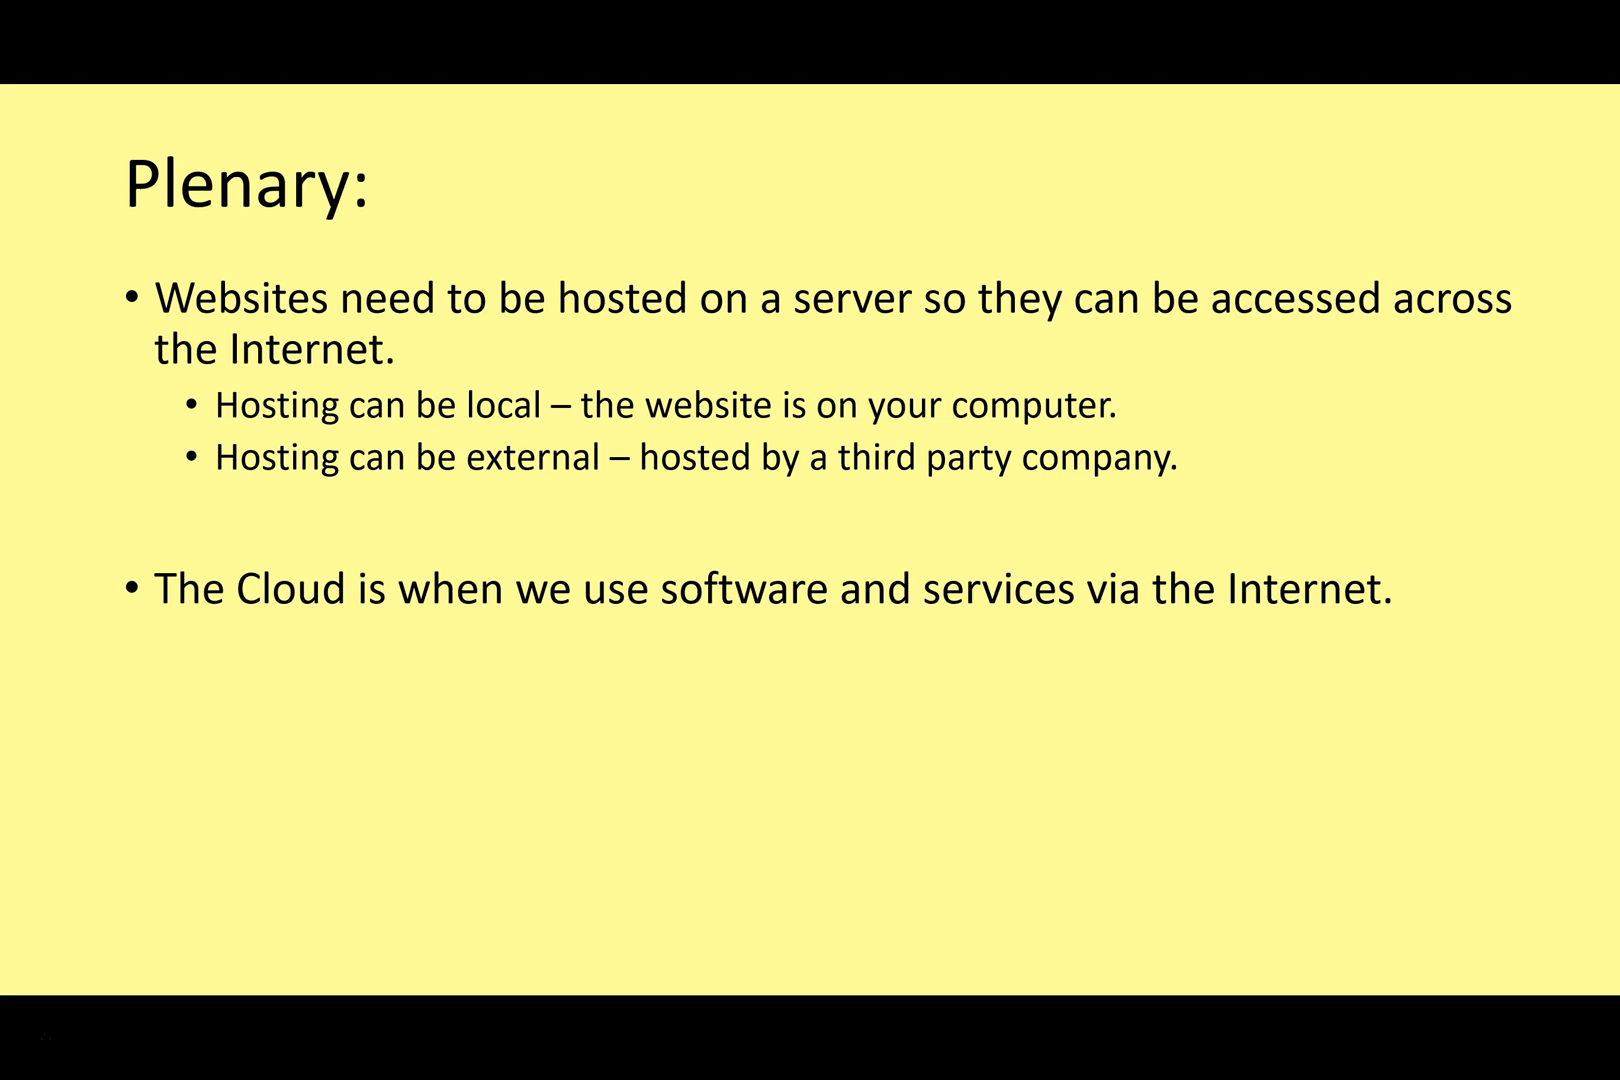 Plenary:
• Websites need to be hosted on a server so they can be accessed across
the Internet.
• Hosting can be local – the website is on your computer.
• Hosting can be external – hosted by a third party company.
• The Cloud is when we use software and services via the Internet.